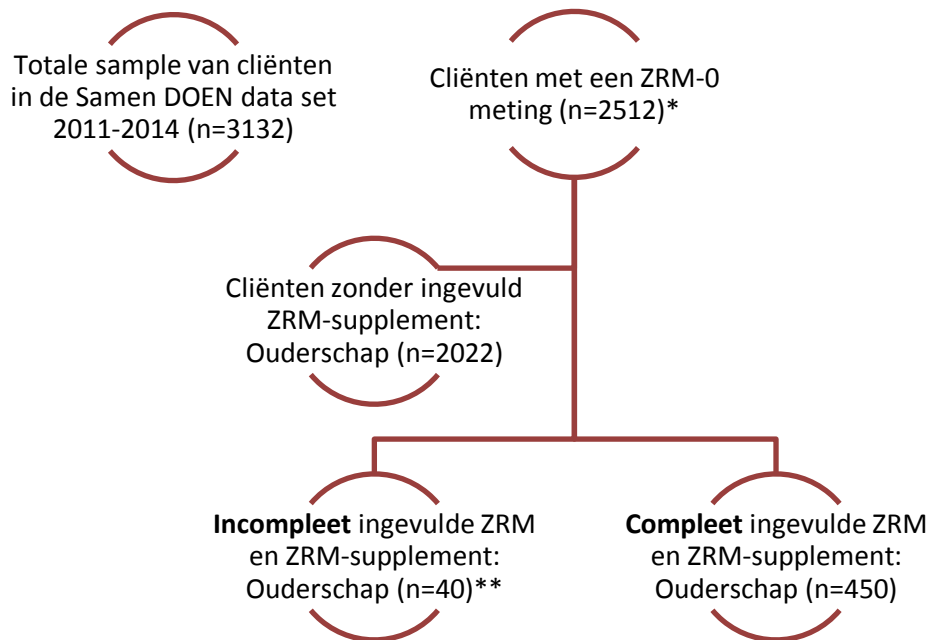 Totale sample van cliënten
in de Samen DOEN data set
2011-2014 (n=3132)
Cliënten met een ZRM-0
meting (n=2512)*
Cliënten zonder ingevuld
ZRM-supplement:
Ouderschap (n=2022)
Incompleet ingevulde ZRM
en ZRM-supplement:
Ouderschap (n=40)**
Compleet ingevulde ZRM
en ZRM-supplement:
Ouderschap (n=450)